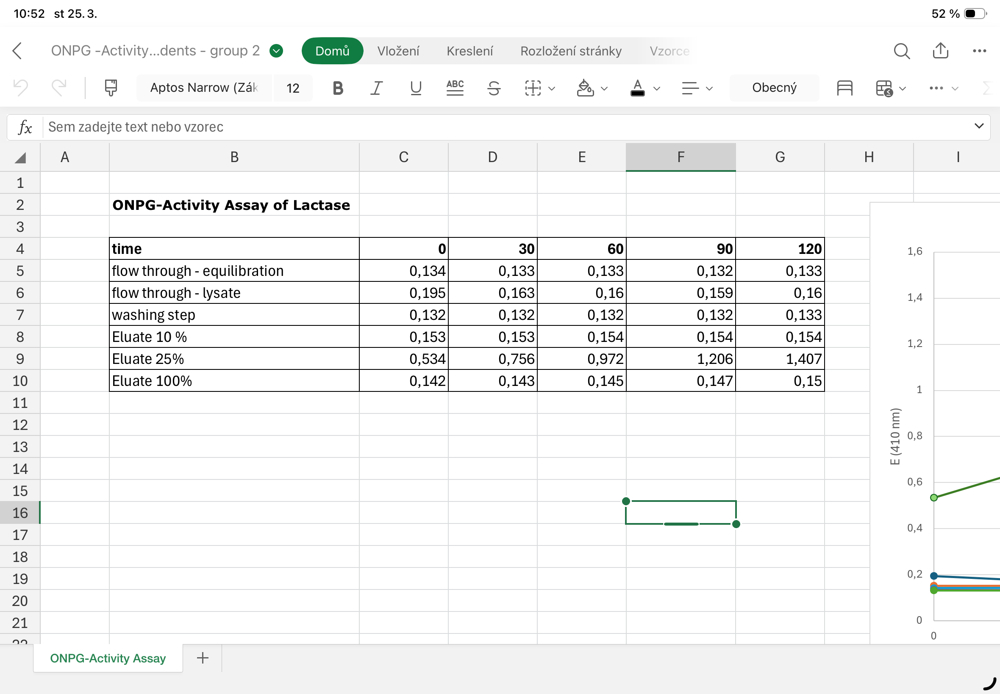 10:52 st 25. 3. 52 %
ONPG -Activity...dents - group 2 Domů Vložení Kreslení Rozložení stránky Vzorce
Aptos Narrow (Zák 12 B I U ABC S A Obecný
fx Sem zadejte text nebo vzorec
A B C D E F G H I
1
2 ONPG-Activity Assay of Lactase
3
4 time 0 30 60 90 120
5 flow through - equilibration 0,134 0,133 0,133 0,132 0,133
6 flow through - lysate 0,195 0,163 0,16 0,159 0,16
7 washing step 0,132 0,132 0,132 0,132 0,133
8 Eluate 10 % 0,153 0,153 0,154 0,154 0,154
9 Eluate 25% 0,534 0,756 0,972 1,206 1,407
10 Eluate 100% 0,142 0,143 0,145 0,147 0,15
11
12
13
14
15
16
17
18
19
20
21
22
1,6
1,4
1,2
1
0,8
0,6
0,4
0,2
0
0
E (410 nm)
ONPG-Activity Assay